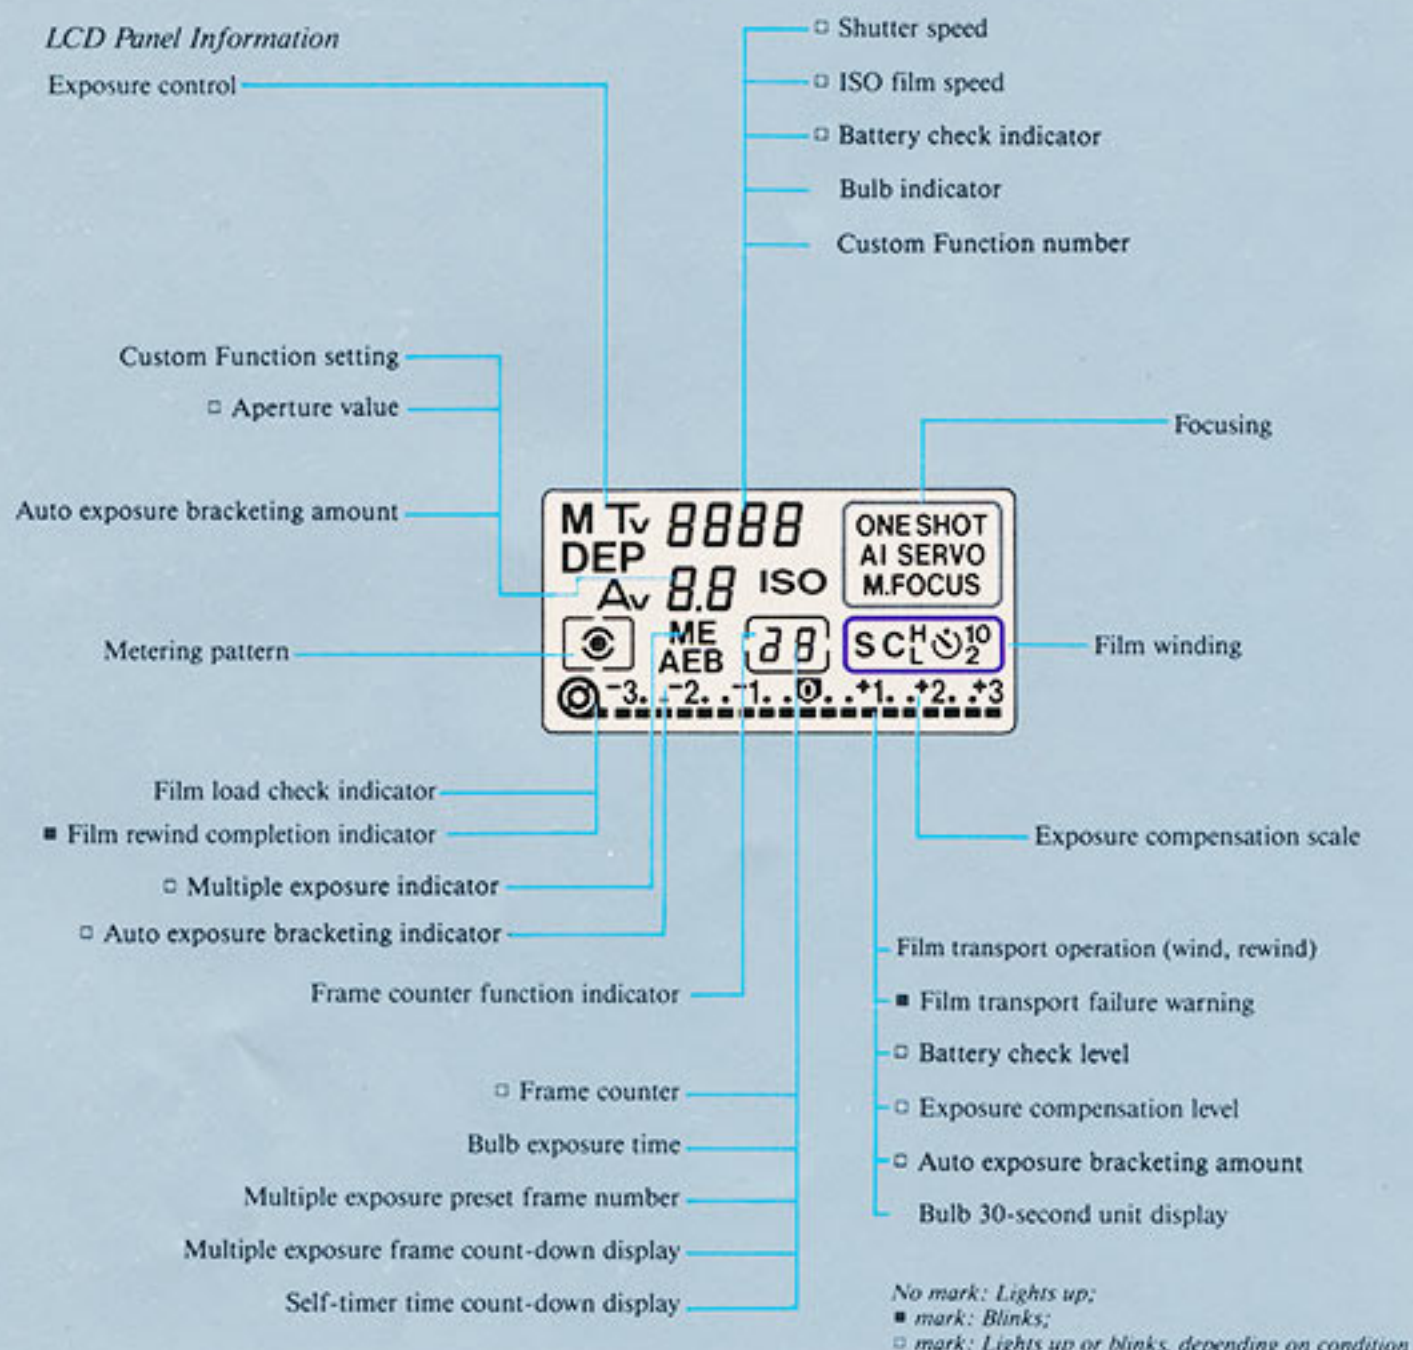 LCD Panel Information
Exposure control
□ Shutter speed
□ ISO film speed
□ Battery check indicator
Bulb indicator
Custom Function number
Custom Function setting
□ Aperture value
Auto exposure bracketing amount
Focusing
M Tv 8888
DEP
Av 8.8 ISO
ONE SHOT
AI SERVO
M.FOCUS
Metering pattern
ME
AEB
38
S C H L 10 2
Film winding
-3. . -2. . -1. . 0. . +1. . +2. . +3
Film load check indicator
■ Film rewind completion indicator
□ Multiple exposure indicator
□ Auto exposure bracketing indicator
Frame counter function indicator
□ Frame counter
Bulb exposure time
Multiple exposure preset frame number
Multiple exposure frame count-down display
Self-timer time count-down display
Exposure compensation scale
Film transport operation (wind, rewind)
■ Film transport failure warning
□ Battery check level
□ Exposure compensation level
□ Auto exposure bracketing amount
Bulb 30-second unit display
No mark: Lights up;
■ mark: Blinks;
□ mark: Lights up or blinks, depending on condition